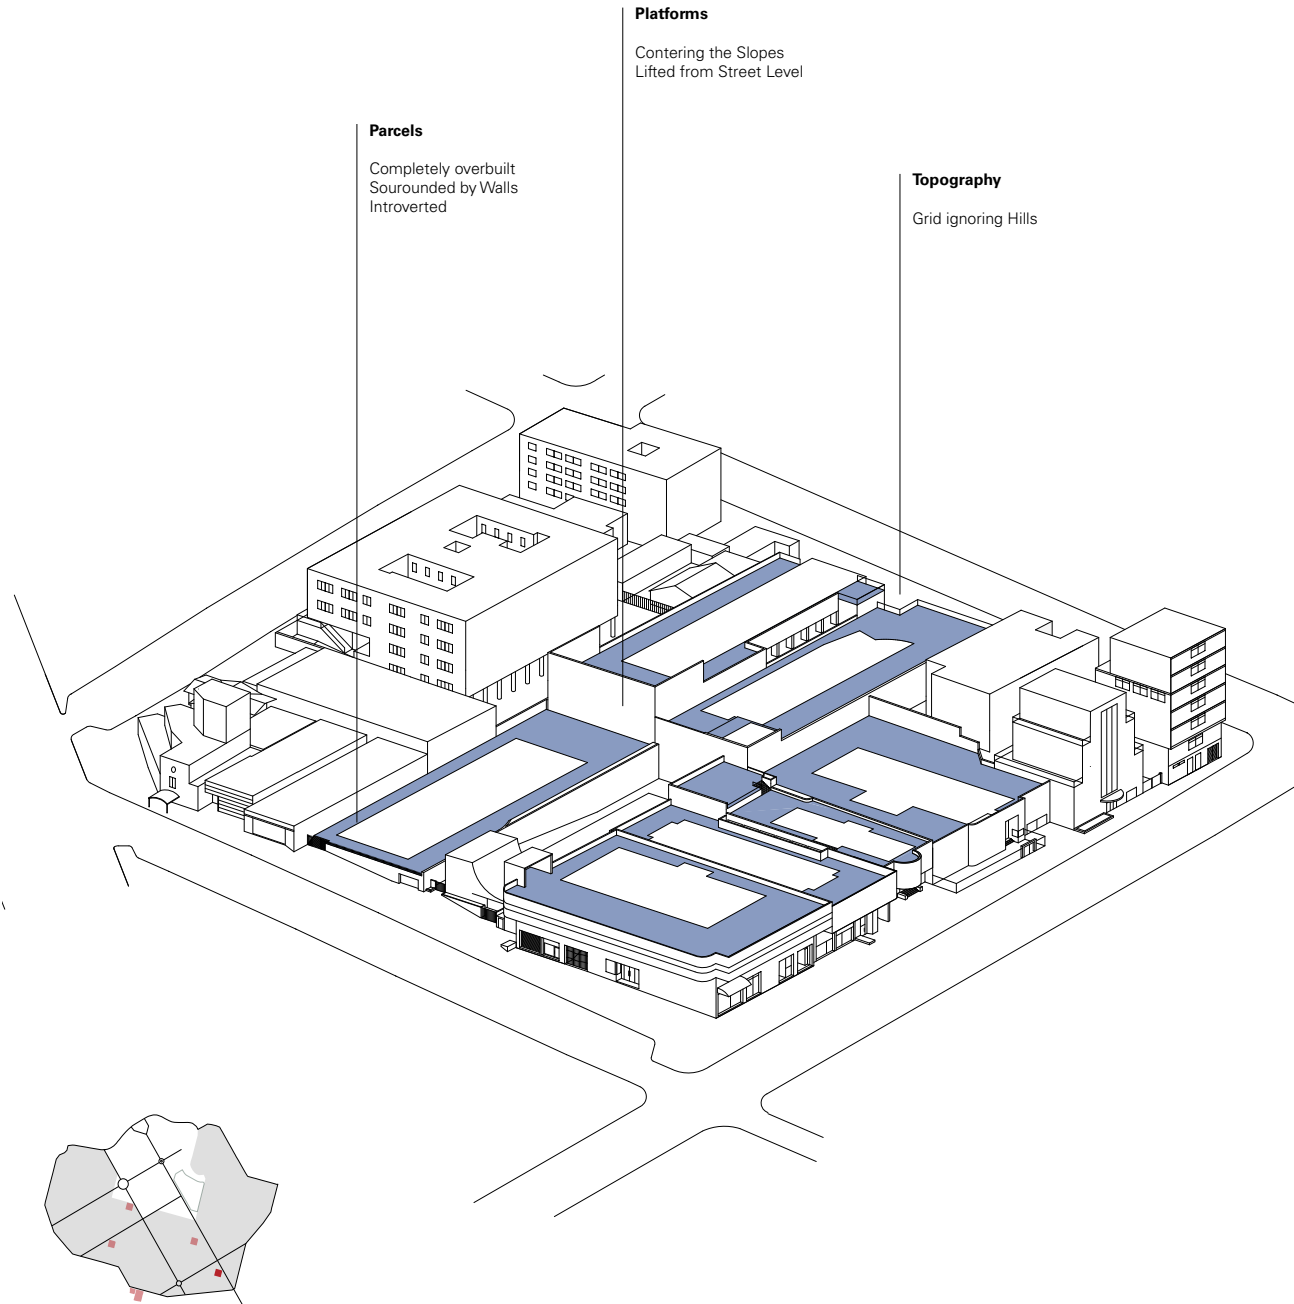 Platforms
Contering the Slopes
Lifted from Street Level
Parcels
Completely overbuilt
Sourounded by Walls
Introverted
Topography
Grid ignoring Hills